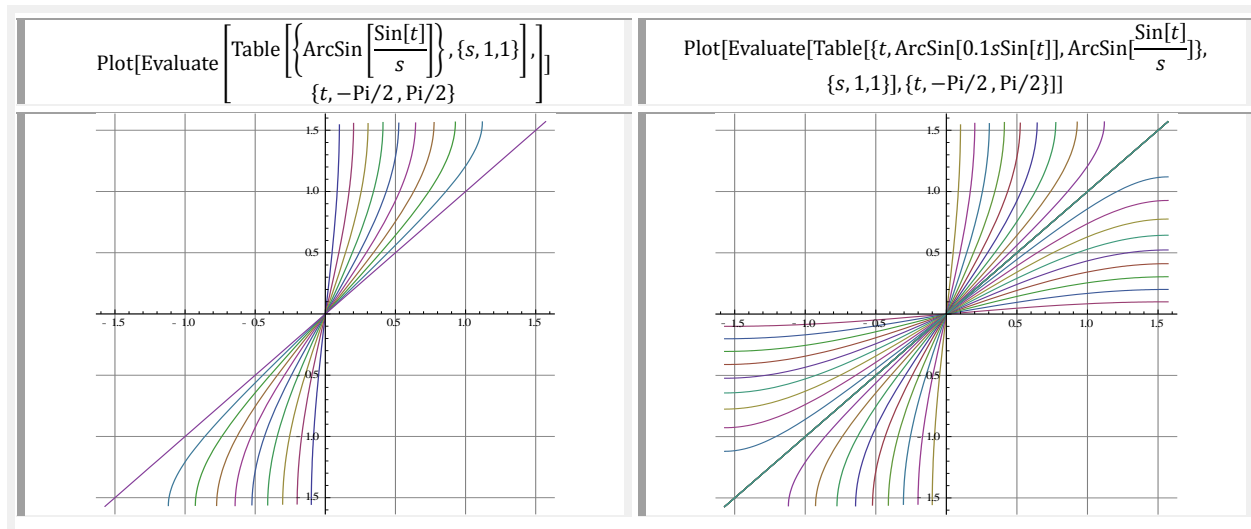 Plot[Evaluate[Table[{ArcSin[Sin[t]/s]},{s,1,1}],]]
{t,−Pi/2 ,Pi/2}
Plot[Evaluate[Table[{t,ArcSin[0.1sSin[t]],ArcSin[Sin[t]/s]},
{s,1,1}],{t,−Pi/2 ,Pi/2}]]
1.5
1.0
0.5
- 1.5 - 1.0 - 0.5 0.5 1.0 1.5
0.5
1.0
1.5
1.5
1.0
0.5
- 1.5 - 1.0 - 0.5 0.5 1.0 1.5
- 0.5
- 1.0
1.5